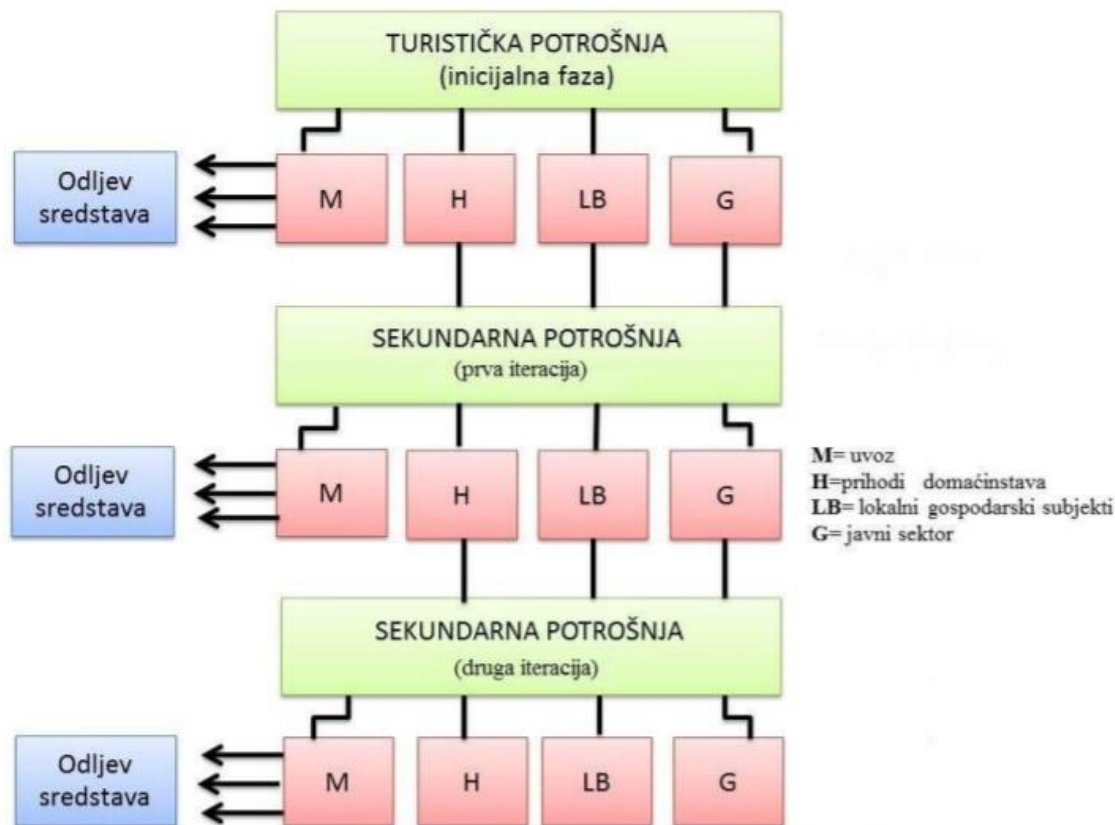 TURISTIČKA POTROŠNJA
(inicijalna faza)
Odljev
sredstava
M
H
LB
G
SEKUNDARNA POTROŠNJA
(prva iteracija)
Odljev
sredstava
M
H
LB
G
M= uvoz
H=prihodi domaćinstava
LB= lokalni gospodarski subjekti
G= javni sektor
SEKUNDARNA POTROŠNJA
(druga iteracija)
Odljev
sredstava
M
H
LB
G